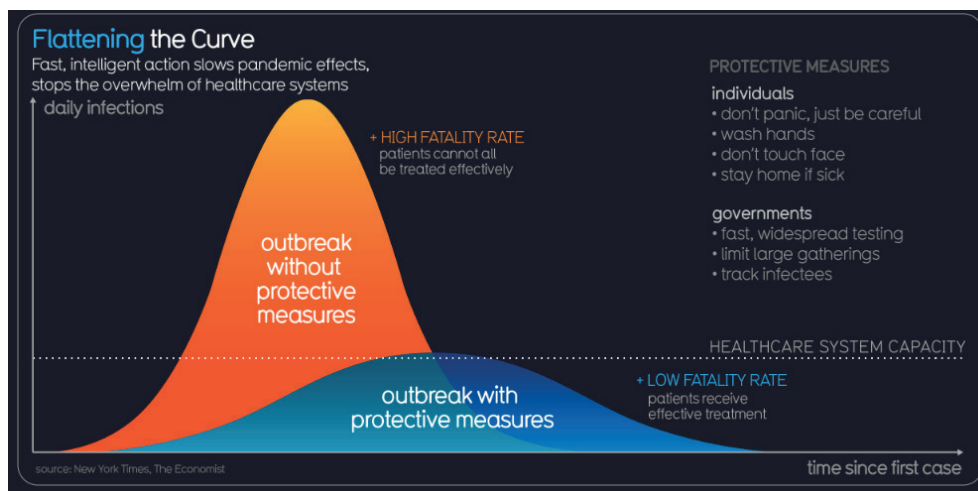 Flattening the Curve
Fast, intelligent action slows pandemic effects,
stops the overwhelm of healthcare systems
daily infections
+ HIGH FATALITY RATE
patients cannot all
be treated effectively
outbreak
without
protective
measures
PROTECTIVE MEASURES
individuals
• don't panic, just be careful
• wash hands
• don't touch face
• stay home if sick
governments
• fast, widespread testing
• limit large gatherings
• track infectees
HEALTHCARE SYSTEM CAPACITY
+ LOW FATALITY RATE
patients receive
effective treatment
outbreak with
protective measures
source: New York Times, The Economist
time since first case